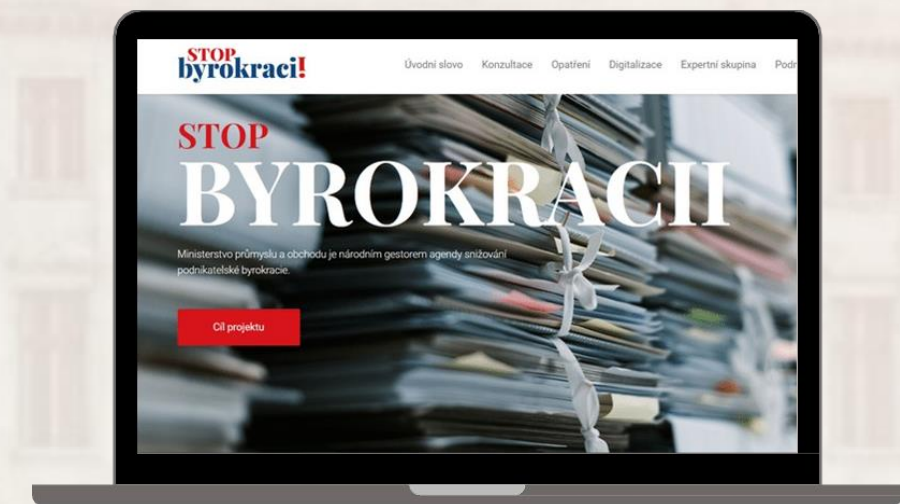 STOP
byrokraci!
Úvodní slovo Konzultace Opatření Digitalizace Expertní skupina
STOP
BYROKRACII
Ministerstvo průmyslu a obchodu je národním gestorem agendy snižování
podnikatelské byrokracie.
Cíl projektu